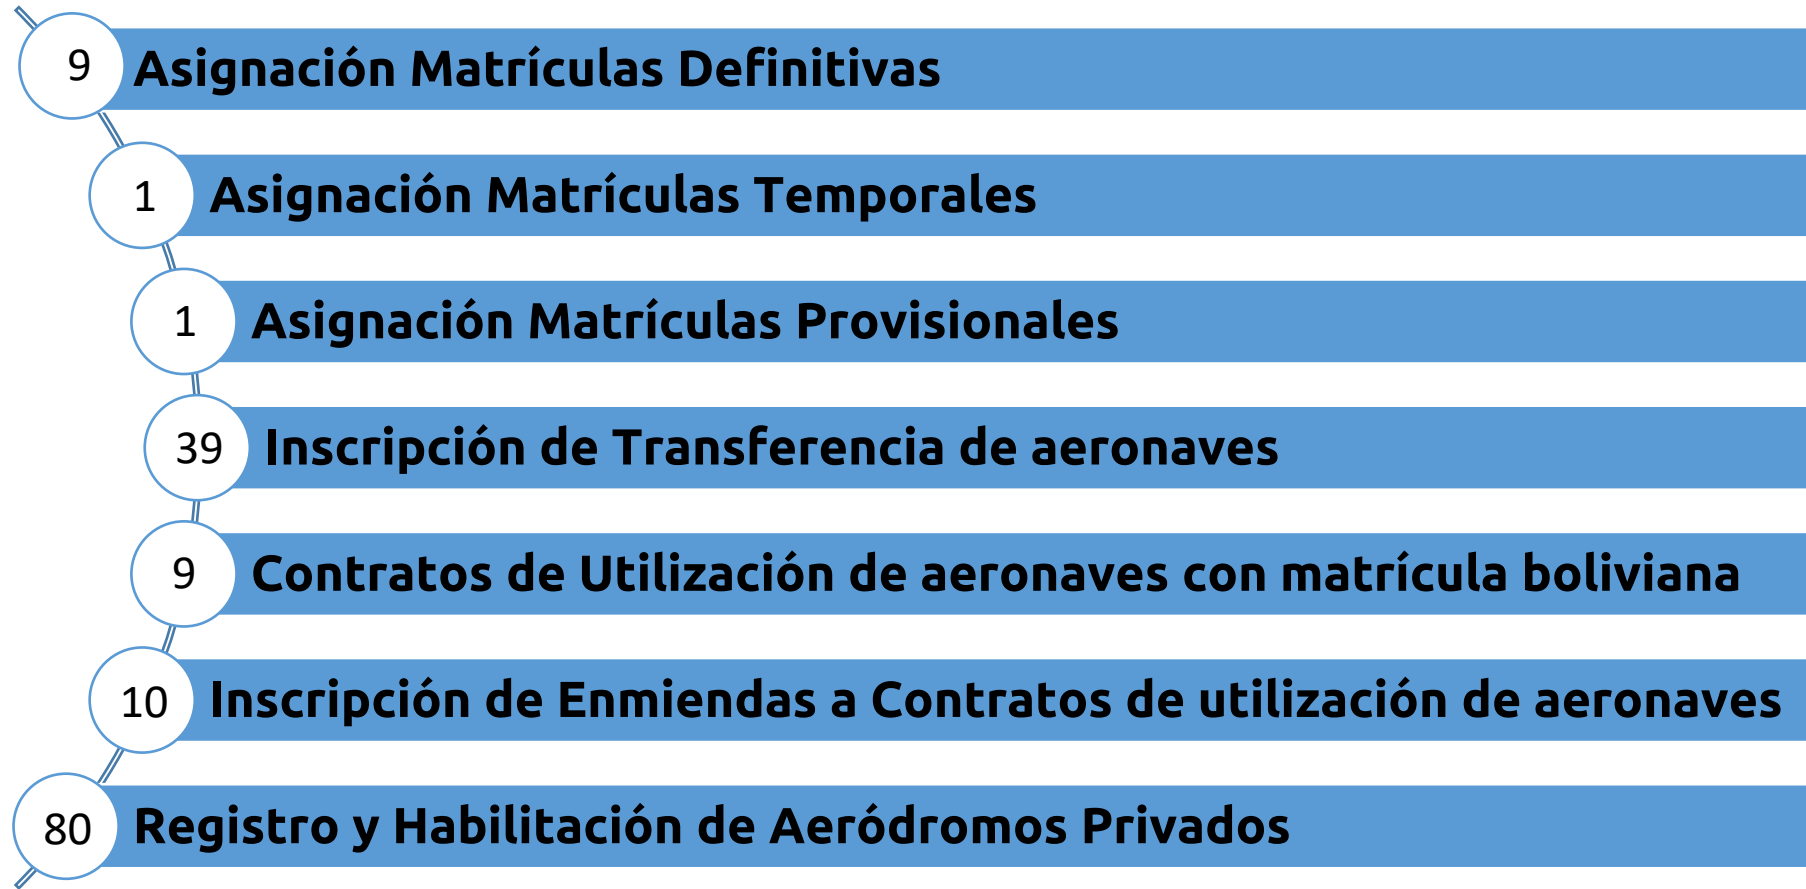 9 Asignación Matrículas Definitivas
1 Asignación Matrículas Temporales
1 Asignación Matrículas Provisionales
39 Inscripción de Transferencia de aeronaves
9 Contratos de Utilización de aeronaves con matrícula boliviana
10 Inscripción de Enmiendas a Contratos de utilización de aeronaves
80 Registro y Habilitación de Aeródromos Privados